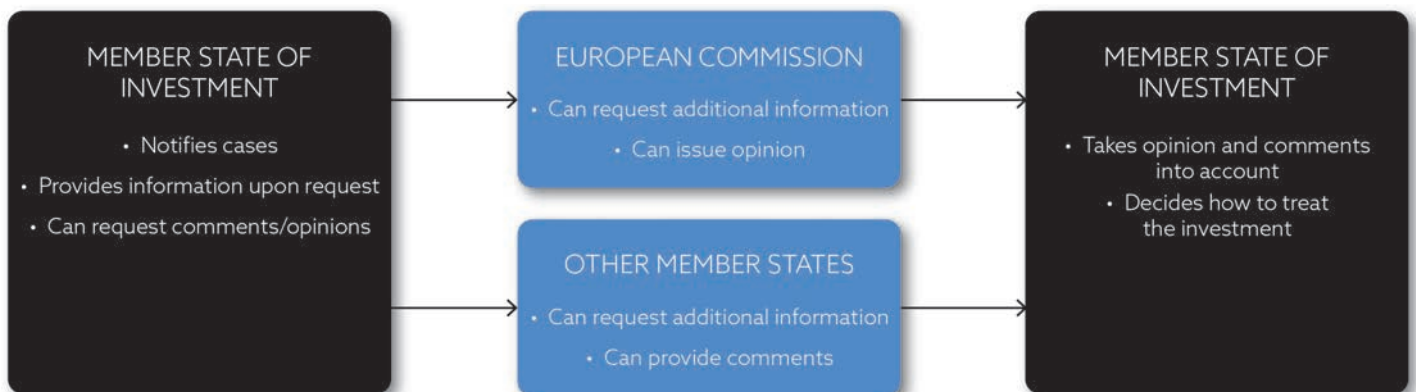 MEMBER STATE OF
INVESTMENT
• Notifies cases
• Provides information upon request
• Can request comments/opinions
EUROPEAN COMMISSION
• Can request additional information
• Can issue opinion
OTHER MEMBER STATES
• Can request additional information
• Can provide comments
MEMBER STATE OF
INVESTMENT
• Takes opinion and comments
into account
• Decides how to treat
the investment